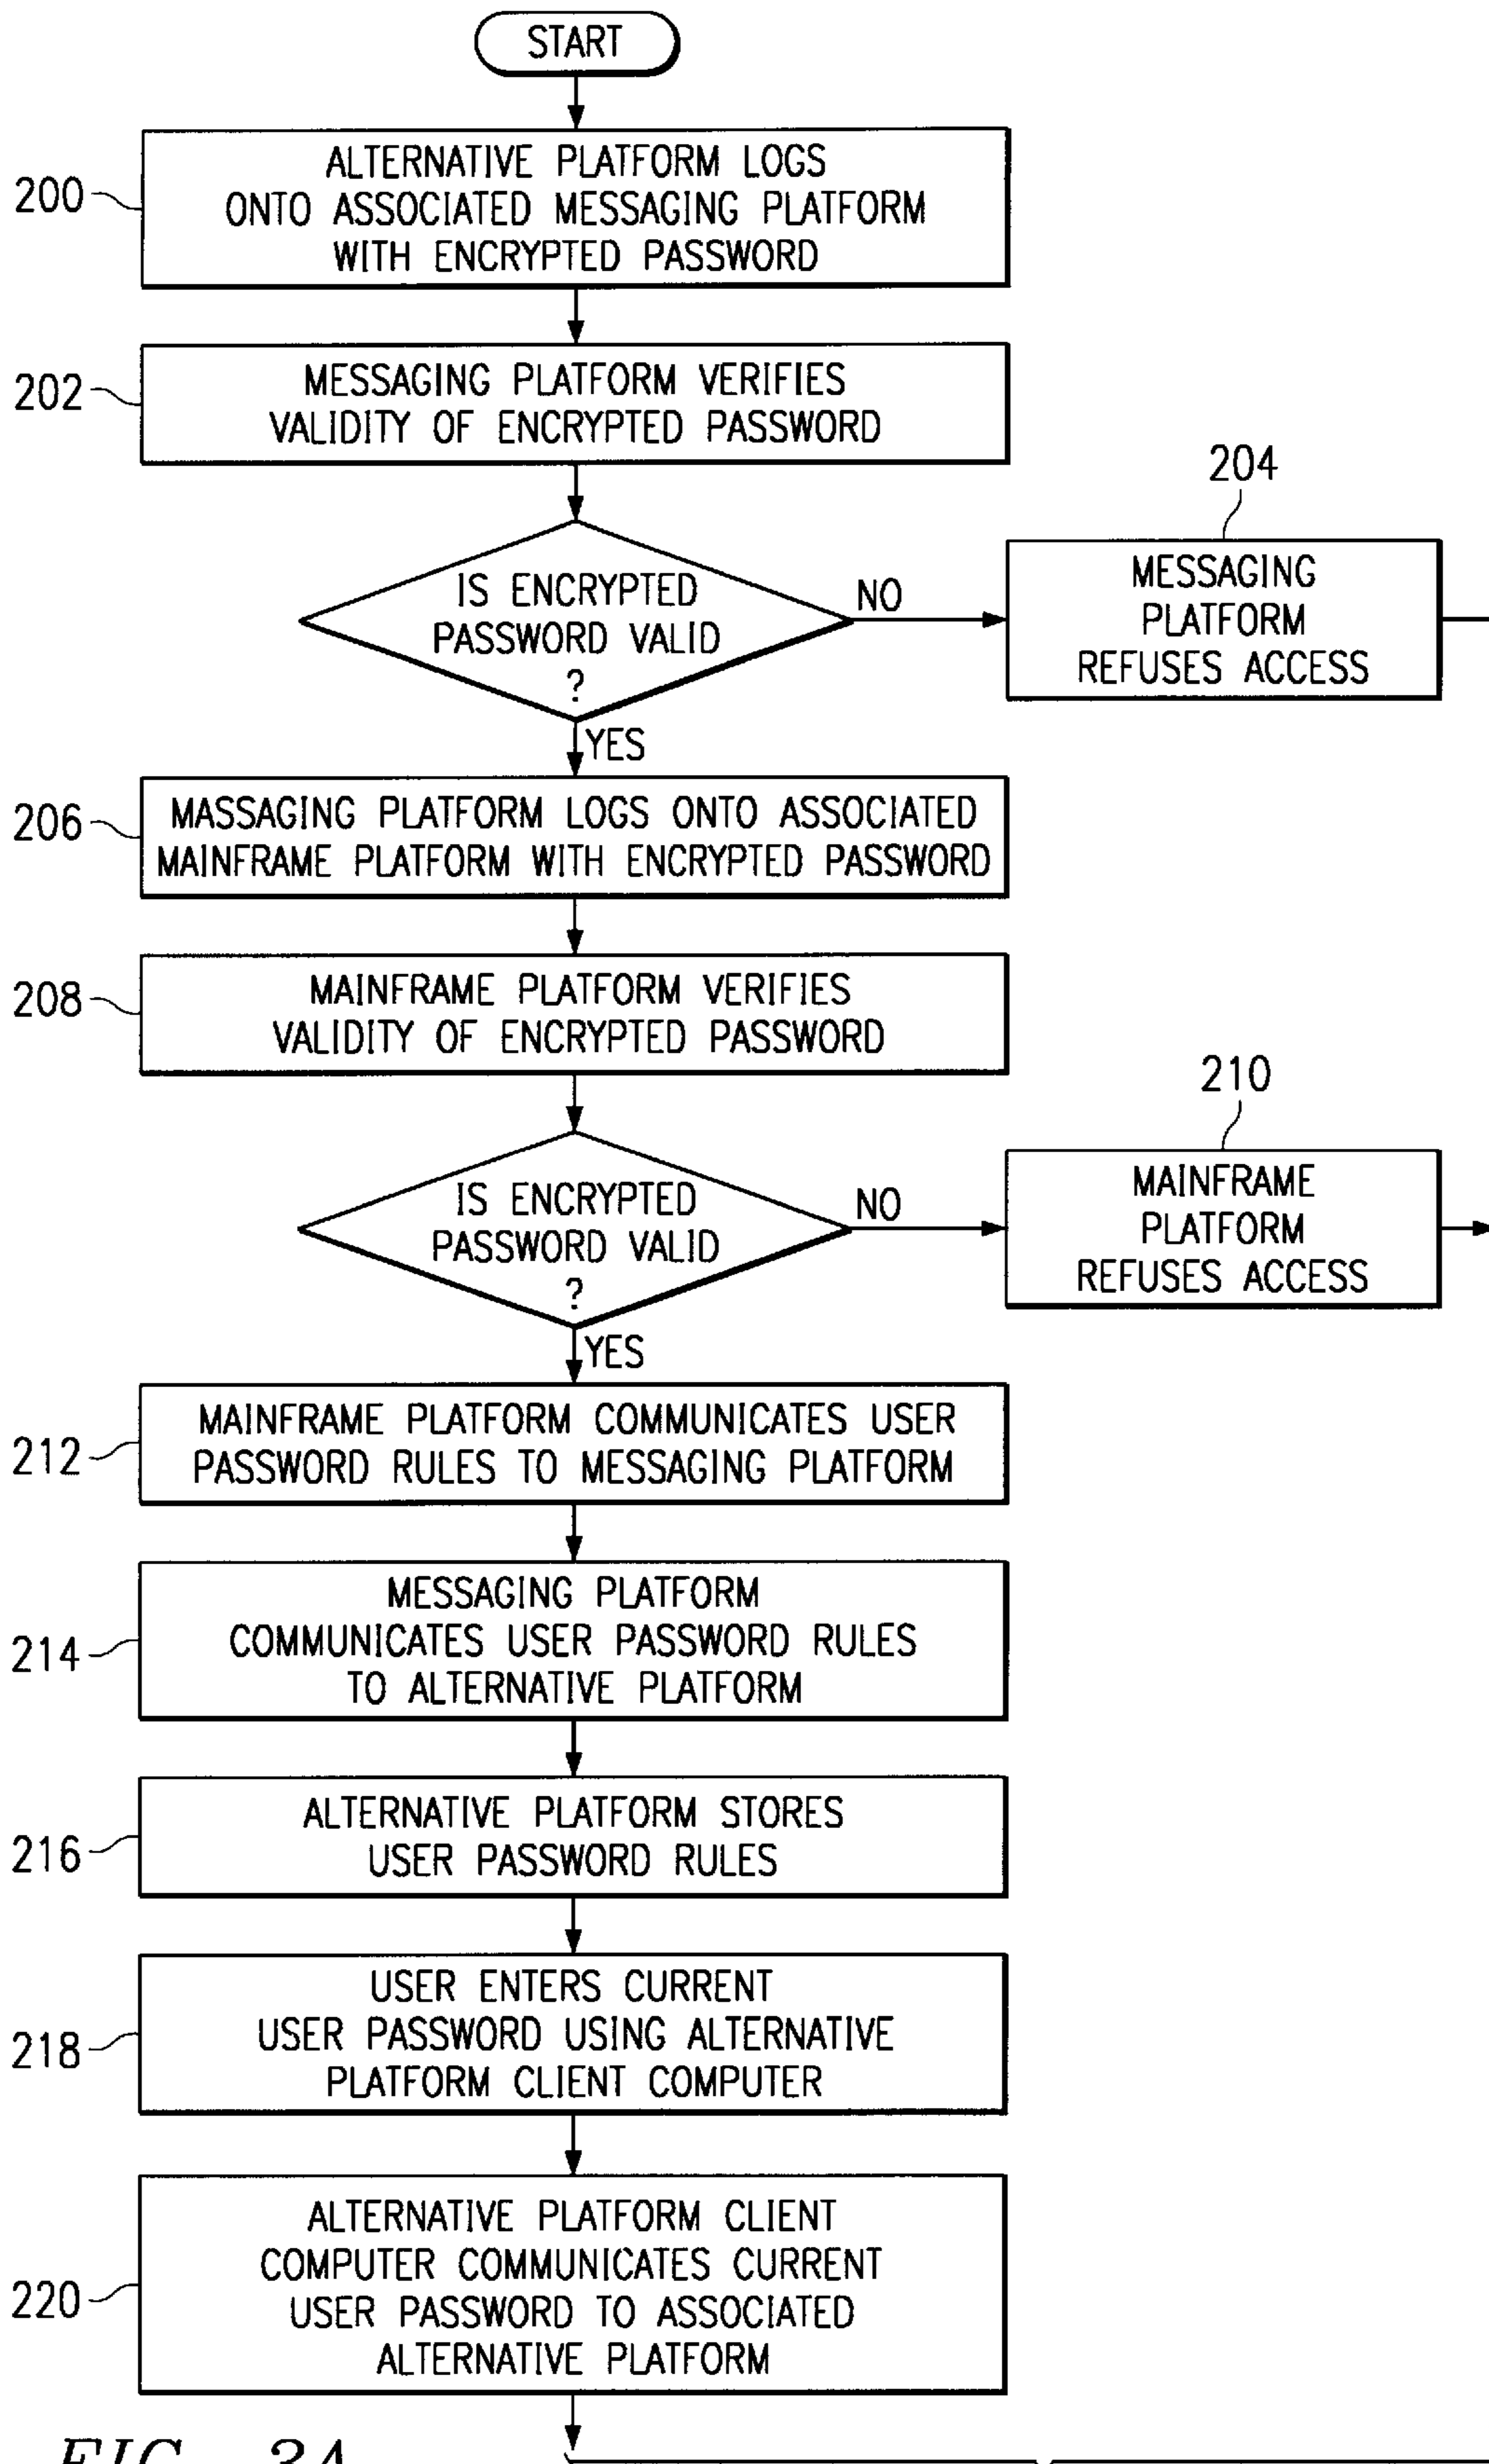 START
200
ALTERNATIVE PLATFORM LOGS
ONTO ASSOCIATED MESSAGING PLATFORM
WITH ENCRYPTED PASSWORD
202
MESSAGING PLATFORM VERIFIES
VALIDITY OF ENCRYPTED PASSWORD
IS ENCRYPTED
PASSWORD VALID
?
NO
204
MESSAGING
PLATFORM
REFUSES ACCESS
YES
206
MASSAGING PLATFORM LOGS ONTO ASSOCIATED
MAINFRAME PLATFORM WITH ENCRYPTED PASSWORD
208
MAINFRAME PLATFORM VERIFIES
VALIDITY OF ENCRYPTED PASSWORD
IS ENCRYPTED
PASSWORD VALID
?
NO
210
MAINFRAME
PLATFORM
REFUSES ACCESS
YES
212
MAINFRAME PLATFORM COMMUNICATES USER
PASSWORD RULES TO MESSAGING PLATFORM
214
MESSAGING PLATFORM
COMMUNICATES USER PASSWORD RULES
TO ALTERNATIVE PLATFORM
216
ALTERNATIVE PLATFORM STORES
USER PASSWORD RULES
218
USER ENTERS CURRENT
USER PASSWORD USING ALTERNATIVE
PLATFORM CLIENT COMPUTER
220
ALTERNATIVE PLATFORM CLIENT
COMPUTER COMMUNICATES CURRENT
USER PASSWORD TO ASSOCIATED
ALTERNATIVE PLATFORM
FIG. 3A